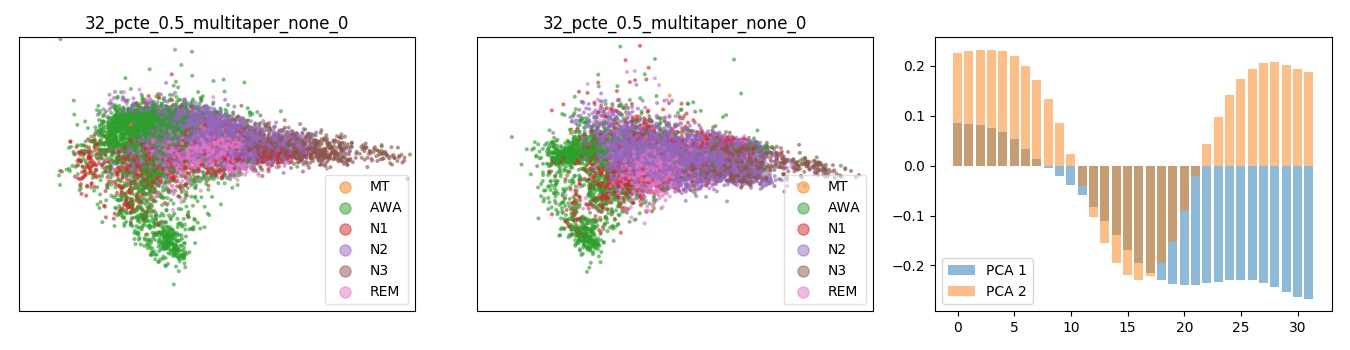 32_pcte_0.5_multitaper_none_0
MT
AWA
N1
N2
N3
REM
32_pcte_0.5_multitaper_none_0
MT
AWA
N1
N2
N3
REM
0.2
0.1
0.0
−0.1
−0.2
PCA 1
PCA 2
0 5 10 15 20 25 30